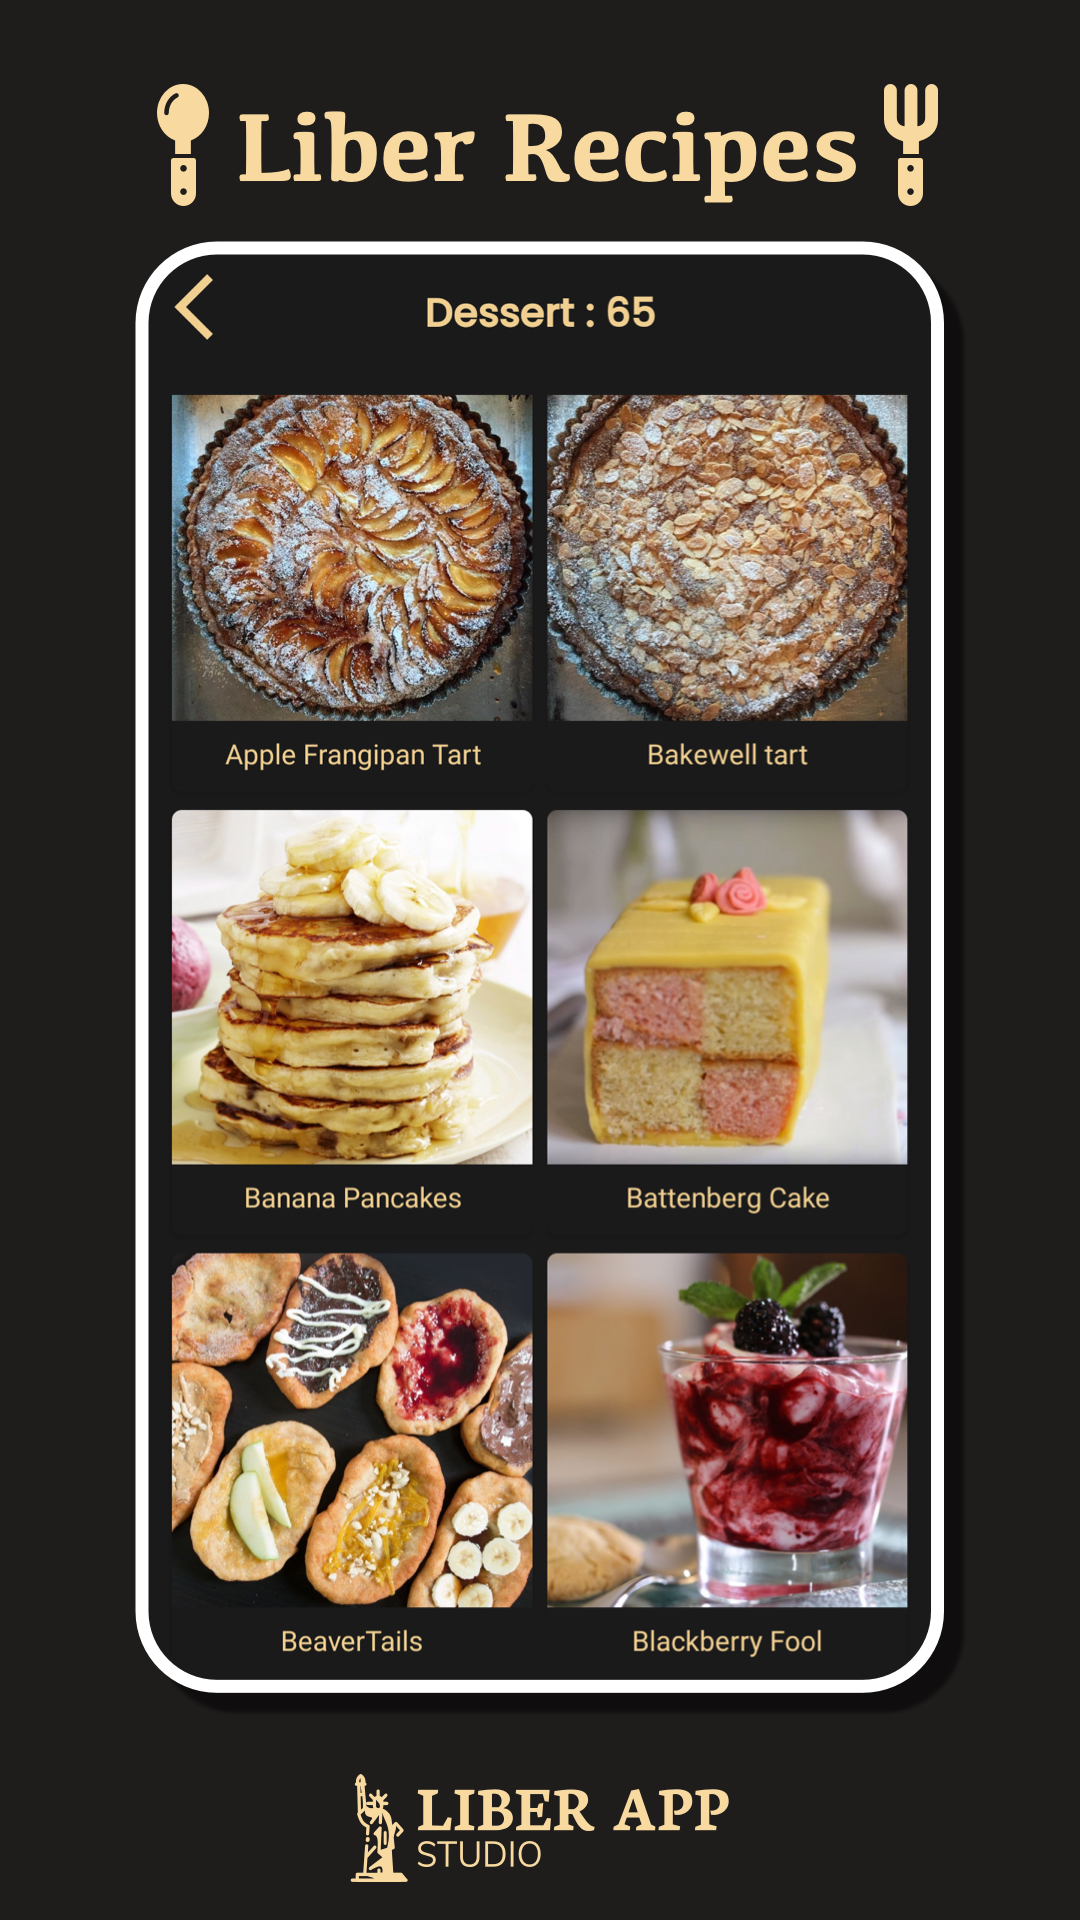 Liber Recipes
Dessert : 65
Apple Frangipan Tart
Bakewell tart
Banana Pancakes
Battenberg Cake
BeaverTails
Blackberry Fool
LIBER APP
STUDIO